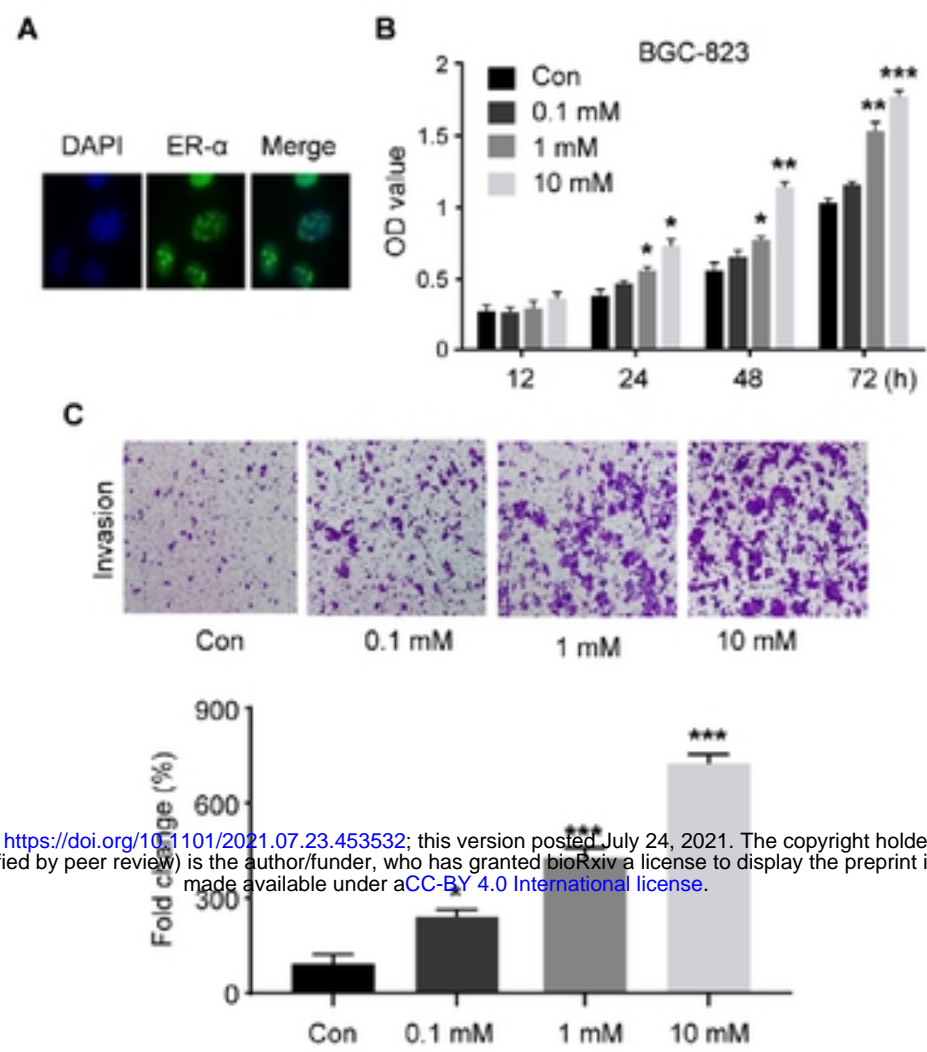 A
B
BGC-823
DAPI ER-α Merge
2
1.5
1
0.5
0
OD value
Con
0.1 mM
1 mM
10 mM
* *
* **
** ***
12 24 48 72 (h)
C
Invasion
Con 0.1 mM 1 mM 10 mM
900
600
300
0
Fold change (%)
* *** ***
https://doi.org/10.1101/2021.07.23.453532; this version posted July 24, 2021. The copyright holde
fied by peer review) is the author/funder, who has granted bioRxiv a license to display the preprint i
made available under aCC-BY 4.0 International license.
Con 0.1 mM 1 mM 10 mM